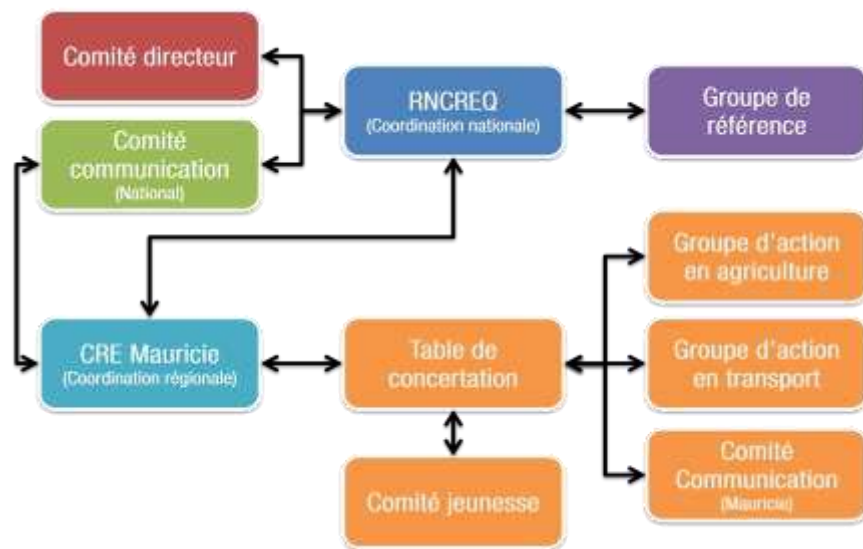 Comité directeur
RNCREQ
(Coordination nationale)
Groupe de
référence
Comité
communication
(National)
Groupe d'action
en agriculture
CRE Mauricie
(Coordination régionale)
Table de
concertation
Groupe d'action
en transport
Comité jeunesse
Comité
Communication
(Mauricie)